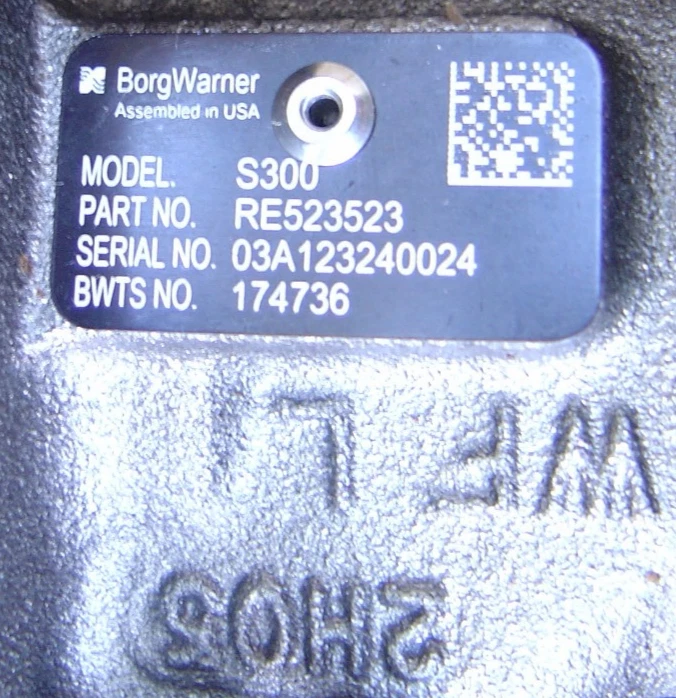 BorgWarner
Assembled in USA
MODEL. S300
PART NO. RE523523
SERIAL NO. 03A123240024
BWTS NO. 174736